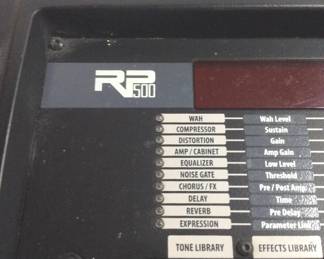 RP500
WAH Wah Level
COMPRESSOR Sustain
DISTORTION Gain
AMP / CABINET Amp Gain
EQUALIZER Low Level
NOISE GATE Threshold
CHORUS / FX Pre / Post Amp
DELAY Time
REVERB Pre Delay
EXPRESSION Parameter Link
TONE LIBRARY EFFECTS LIBRARY